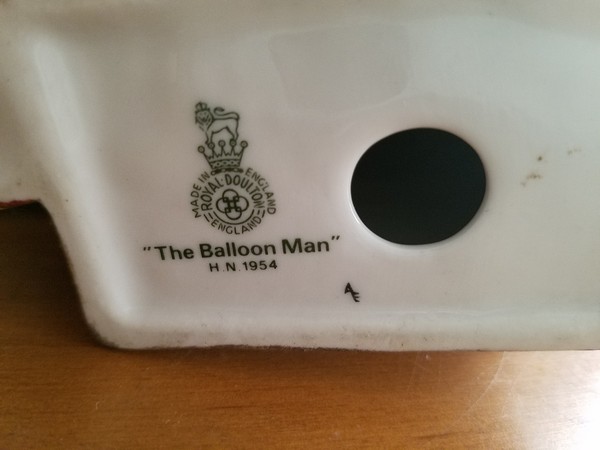 MADE IN ENGLAND
ROYAL DOULTON
ENGLAND
"The Balloon Man"
H.N.1954
Æ